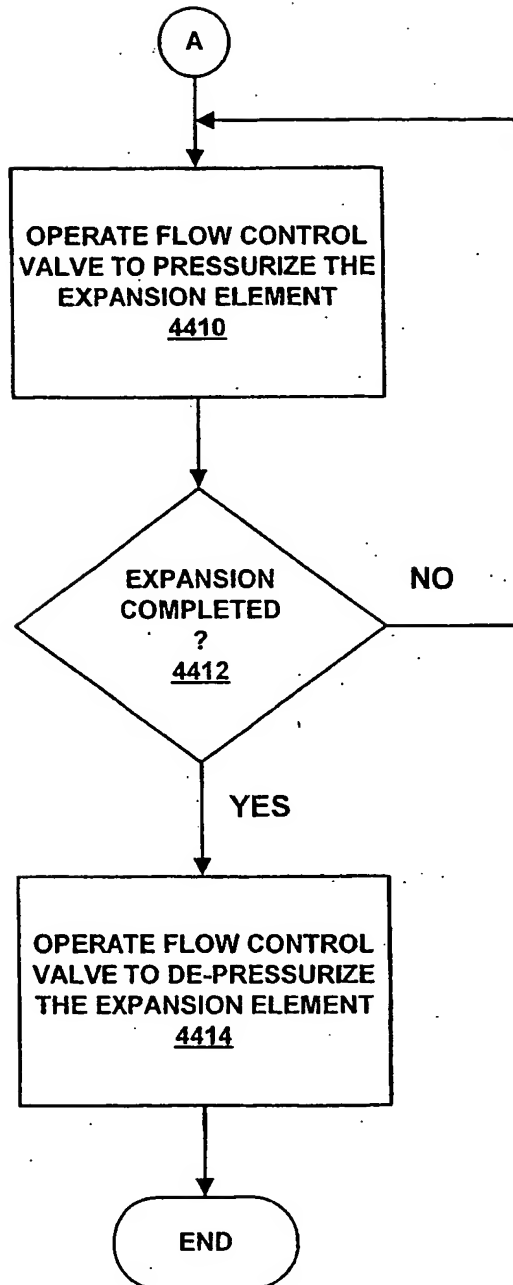 A
OPERATE FLOW CONTROL
VALVE TO PRESSURIZE THE
EXPANSION ELEMENT
4410
EXPANSION
COMPLETED
?
4412
NO
YES
OPERATE FLOW CONTROL
VALVE TO DE-PRESSURIZE
THE EXPANSION ELEMENT
4414
END